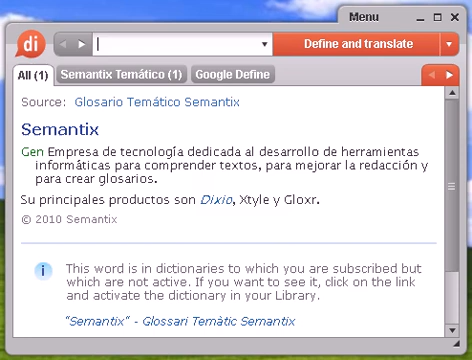 Menu
di
Define and translate
All (1) Semantix Temático (1) Google Define
Source: Glosario Temático Semantix
Semantix
Gen Empresa de tecnología dedicada al desarrollo de herramientas
informáticas para comprender textos, para mejorar la redacción y
para crear glosarios.
Su principales productos son Dixio, Xtyle y Gloxr.
© 2010 Semantix
i
This word is in dictionaries to which you are subscribed but
which are not active. If you want to see it, click on the link
and activate the dictionary in your Library.
"Semantix" - Glossari Temàtic Semantix